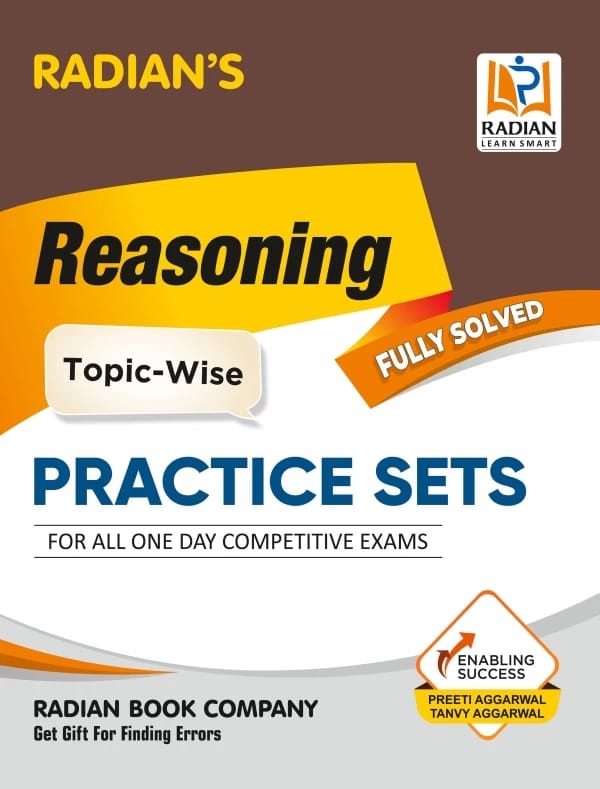 RADIAN'S
RADIAN
LEARN SMART
Reasoning
FULLY SOLVED
Topic-Wise
PRACTICE SETS
FOR ALL ONE DAY COMPETITIVE EXAMS
ENABLING
SUCCESS
PREETI AGGARWAL
TANVY AGGARWAL
RADIAN BOOK COMPANY
Get Gift For Finding Errors